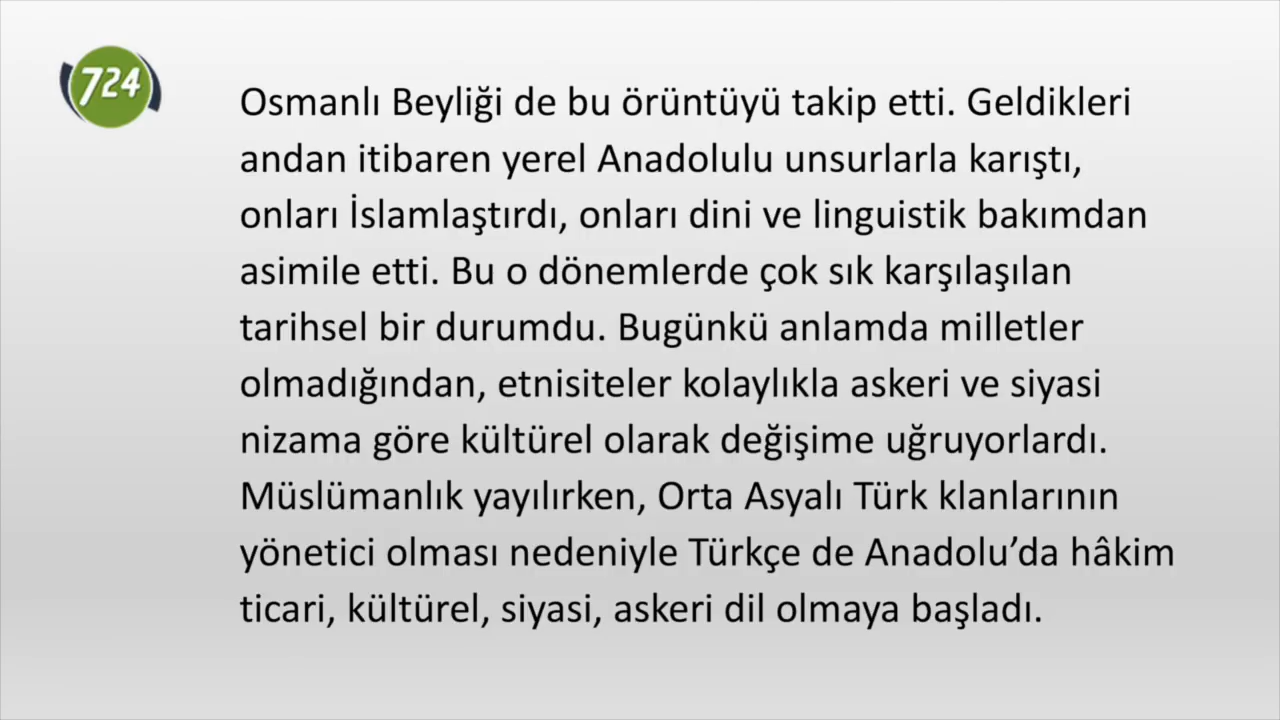 724
Osmanlı Beyliği de bu örüntüyü takip etti. Geldikleri
andan itibaren yerel Anadolulu unsurlarla karıştı,
onları İslamlaştırdı, onları dini ve linguistik bakımdan
asimile etti. Bu o dönemlerde çok sık karşılaşılan
tarihsel bir durumdu. Bugünkü anlamda milletler
olmadığından, etnisiteler kolaylıkla askeri ve siyasi
nizama göre kültürel olarak değişime uğruyorlardı.
Müslümanlık yayılırken, Orta Asyalı Türk klanlarının
yönetici olması nedeniyle Türkçe de Anadolu’da hâkim
ticari, kültürel, siyasi, askeri dil olmaya başladı.